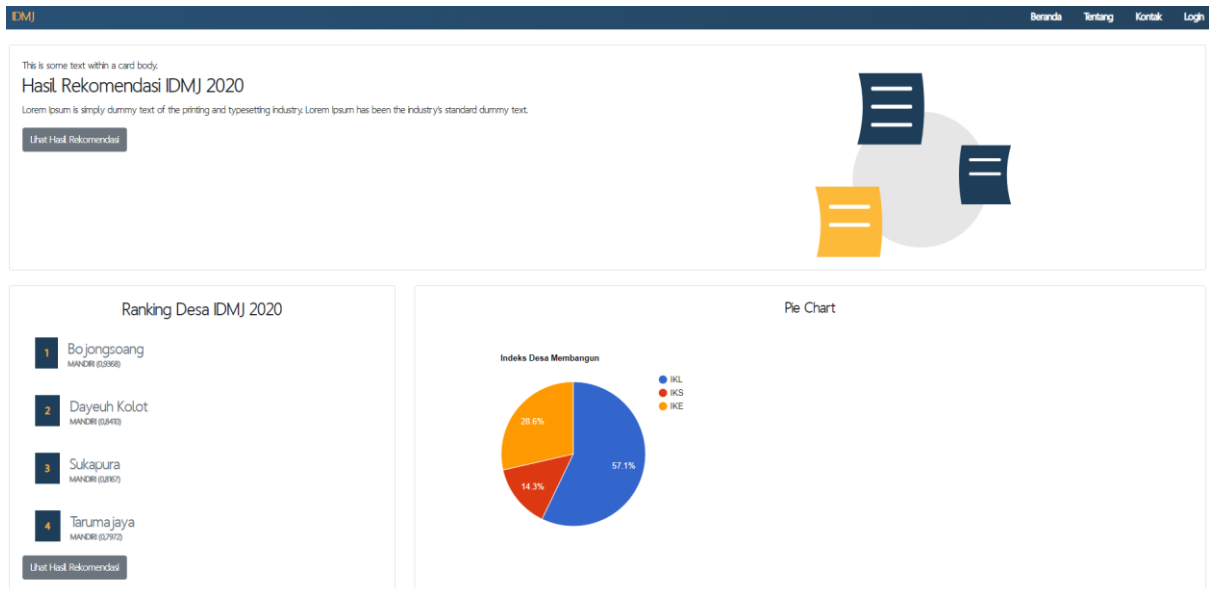 IDMJ
Beranda Tentang Kontak Login
This is some text within a card body.
Hasil Rekomendasi IDMJ 2020
Lorem Ipsum is simply dummy text of the printing and typesetting industry. Lorem Ipsum has been the industry's standard dummy text.
Lihat Hasil Rekomendasi
Ranking Desa IDMJ 2020
1 Bojongsoang
MANDIRI (0,9368)
2 Dayeuh Kolot
MANDIRI (0,8410)
3 Sukapura
MANDIRI (0,8167)
4 Tarumajaya
MANDIRI (0,7972)
Lihat Hasil Rekomendasi
Pie Chart
Indeks Desa Membangun
IKL
IKS
IKE
28.6%
57.1%
14.3%